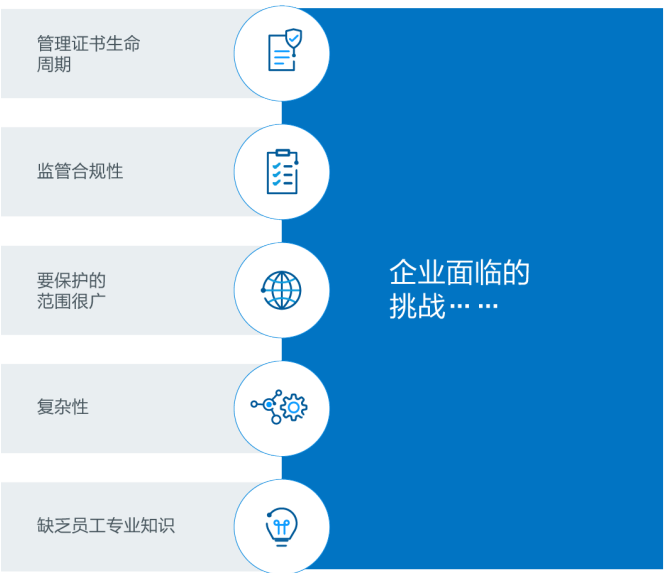 管理证书生命
周期
监管合规性
要保护的
范围很广
复杂性
缺乏员工专业知识
企业面临的
挑战⋯ ⋯